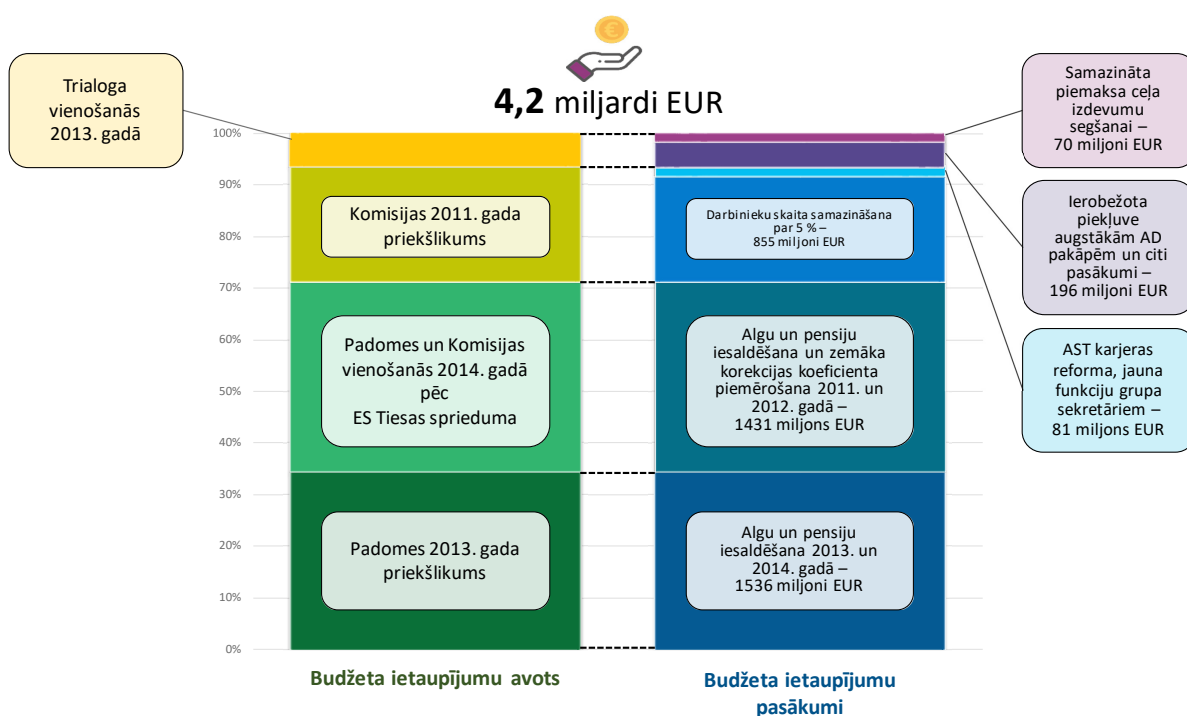 4,2 miljardi EUR
Trialoga
vienošanās
2013. gadā
100%
90%
80%
70%
60%
50%
40%
30%
20%
10%
0%
Komisijas 2011. gada
priekšlikums
Padomes un Komisijas
vienošanās 2014. gadā
pēc
ES Tiesas sprieduma
Padomes 2013. gada
priekšlikums
Budžeta ietaupījumu avots
Darbinieku skaita samazināšana
par 5 % –
855 miljoni EUR
Algu un pensiju
iesaldēšana un zemāka
korekcijas koeficienta
piemērošana 2011. un
2012. gadā –
1431 miljons EUR
Algu un pensiju
iesaldēšana 2013. un
2014. gadā –
1536 miljoni EUR
Budžeta ietaupījumu
pasākumi
Samazināta
piemaksa ceļa
izdevumu
segšanai –
70 miljoni EUR
Ierobežota
piekļuve
augstākām AD
pakāpēm un citi
pasākumi –
196 miljoni EUR
AST karjeras
reforma, jauna
funkciju grupa
sekretāriem –
81 miljons EUR